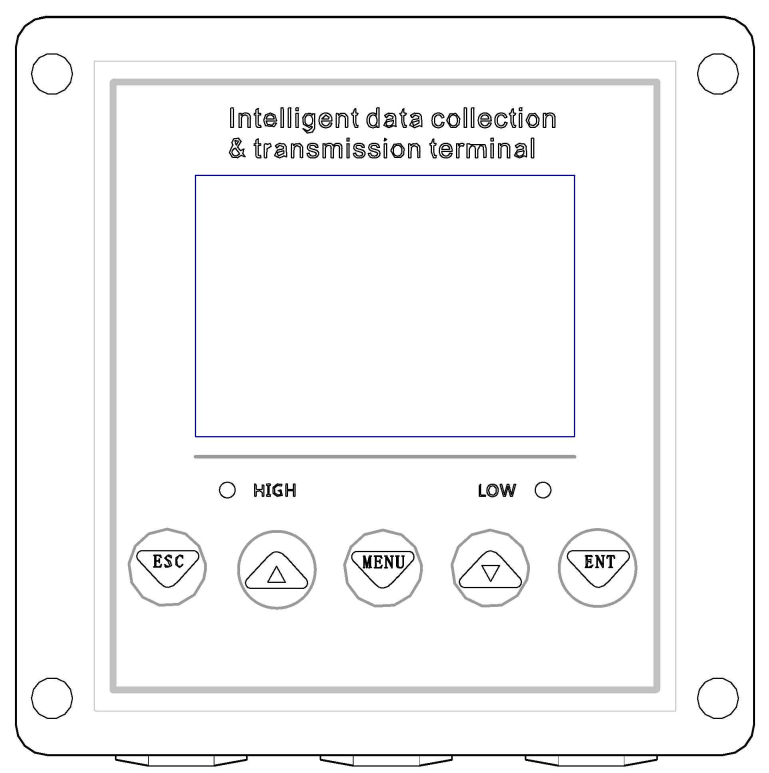 Intelligent data collection
& transmission terminal
HIGH LOW
ESC MENU ENT